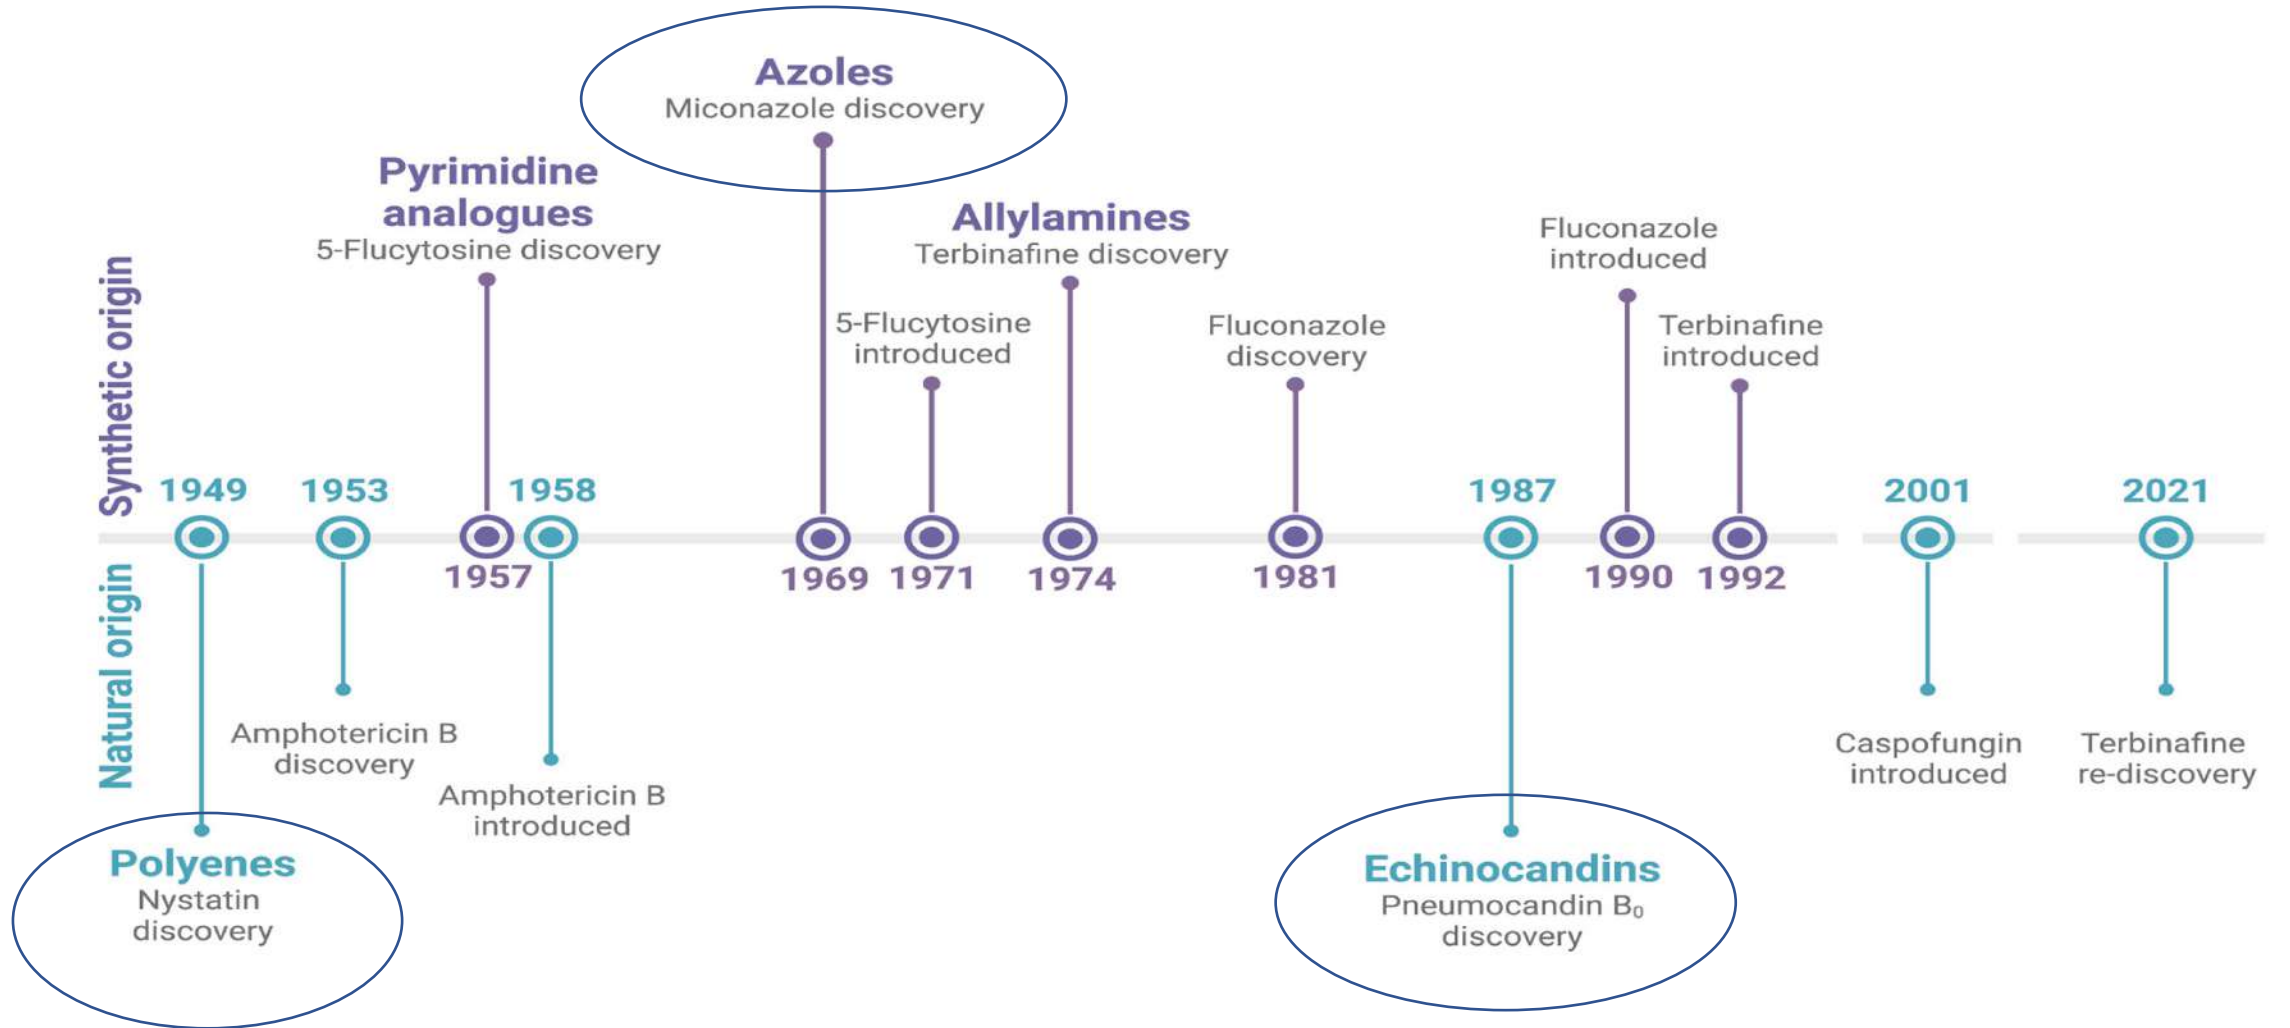 Azoles
Miconazole discovery
Pyrimidine
analogues
5-Flucytosine discovery
Allylamines
Terbinafine discovery
Fluconazole
introduced
5-Flucytosine
introduced
Fluconazole
discovery
Terbinafine
introduced
Synthetic origin
1949
1953
1958
1987
2001
2021
1957
1969
1971
1974
1981
1990
1992
Natural origin
Amphotericin B
discovery
Amphotericin B
introduced
Caspofungin
introduced
Terbinafine
re-discovery
Polyenes
Nystatin
discovery
Echinocandins
Pneumocandin B₀
discovery